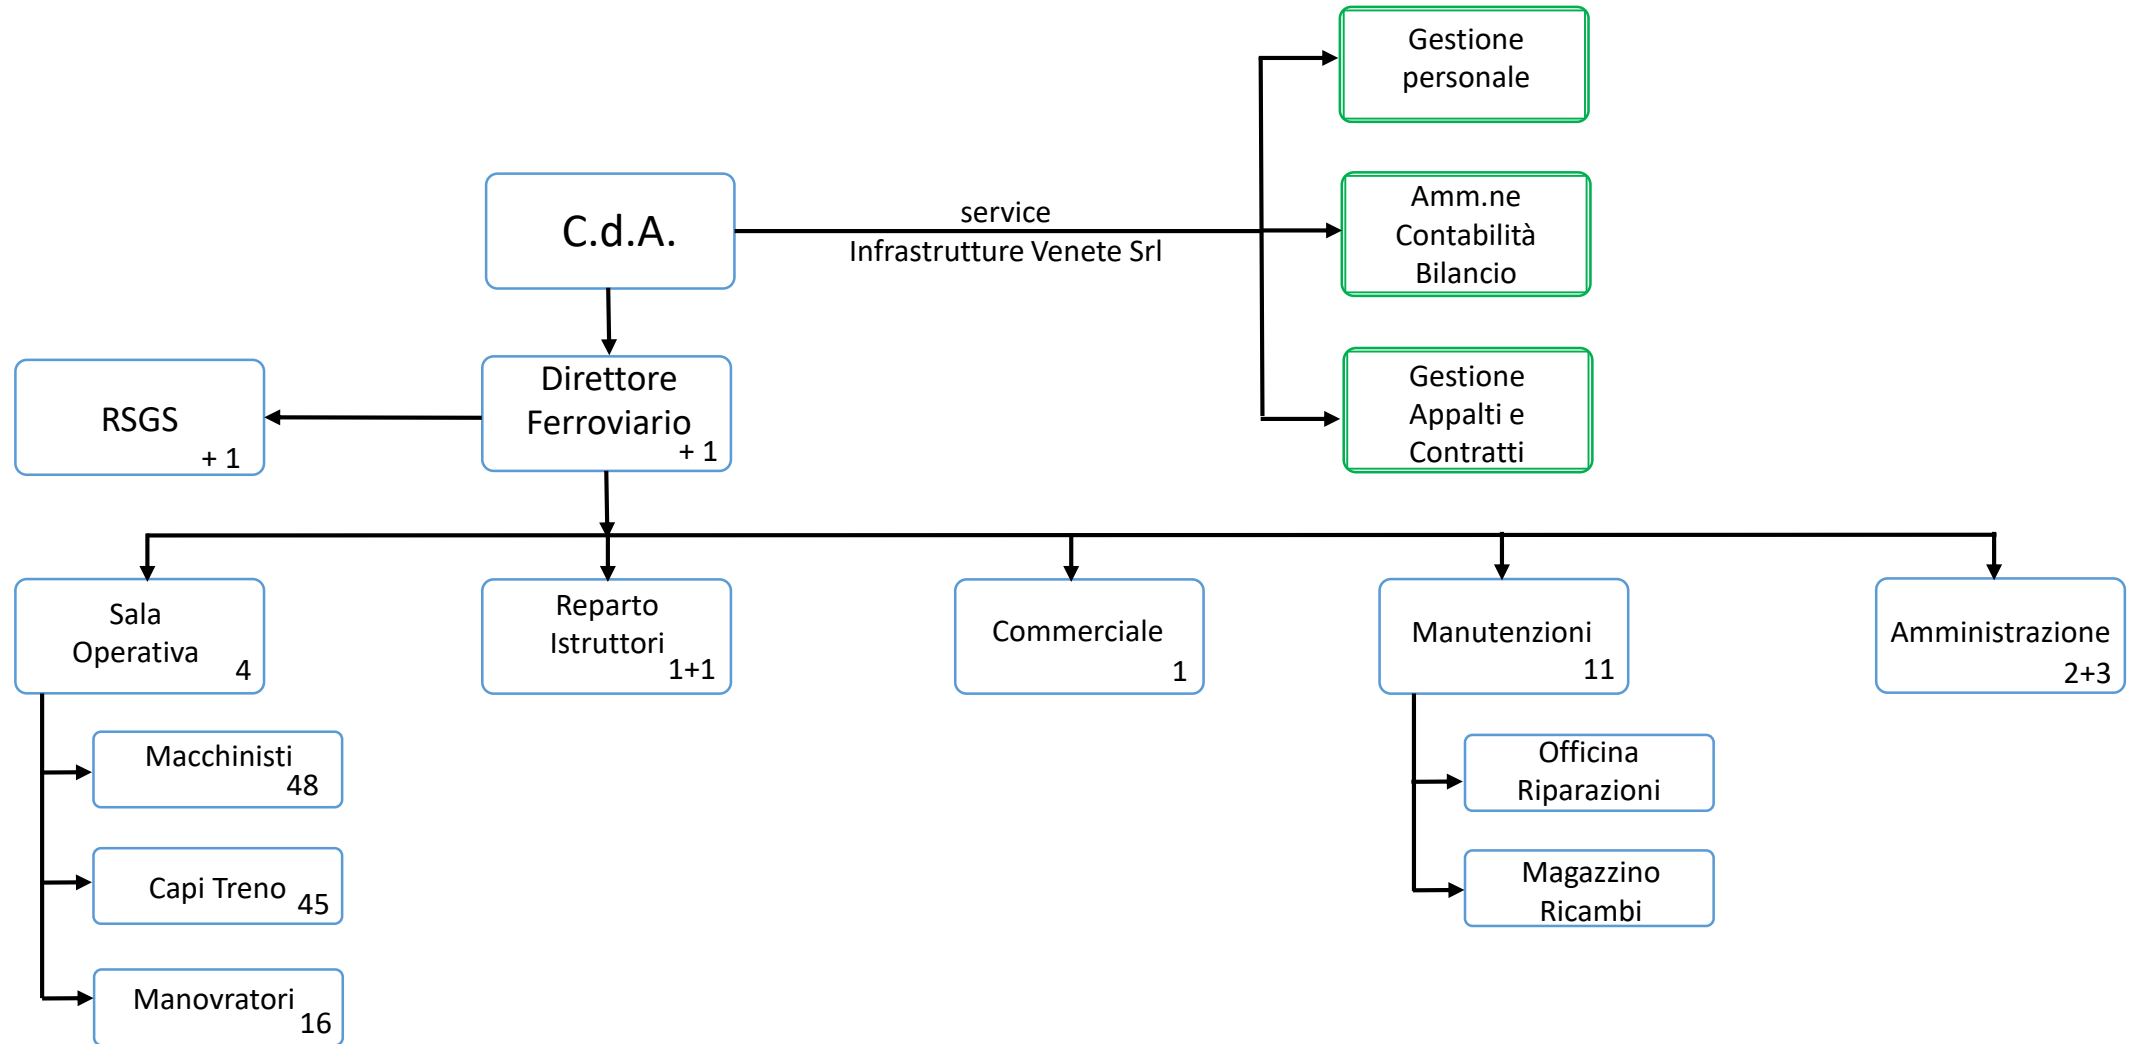 Gestione
personale
C.d.A.
service
Infrastrutture Venete Srl
Amm.ne
Contabilità
Bilancio
RSGS
+ 1
Direttore
Ferroviario
+ 1
Gestione
Appalti e
Contratti
Sala
Operativa
4
Reparto
Istruttori
1+1
Commerciale
1
Manutenzioni
11
Amministrazione
2+3
Macchinisti
48
Capi Treno
45
Manovratori
16
Officina
Riparazioni
Magazzino
Ricambi